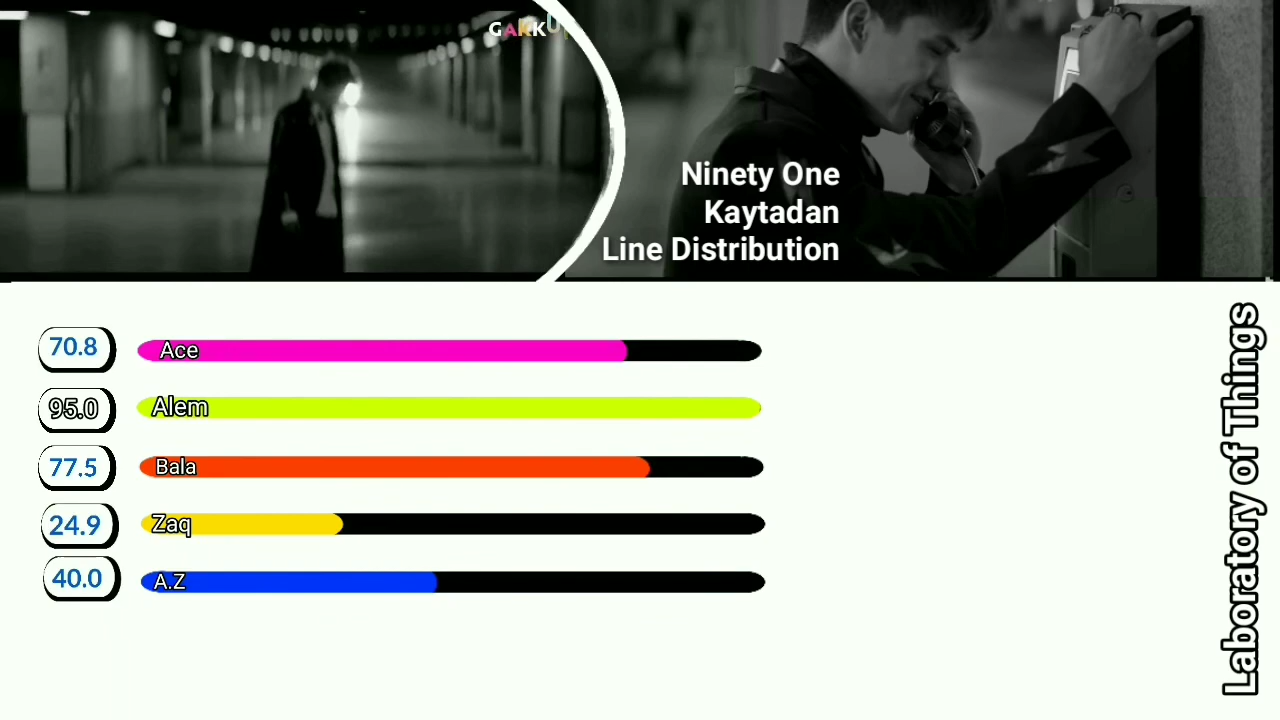 GAKKU
Ninety One
Kaytadan
Line Distribution
70.8 Ace
95.0 Alem
77.5 Bala
24.9 Zaq
40.0 A.Z
Laboratory of Things